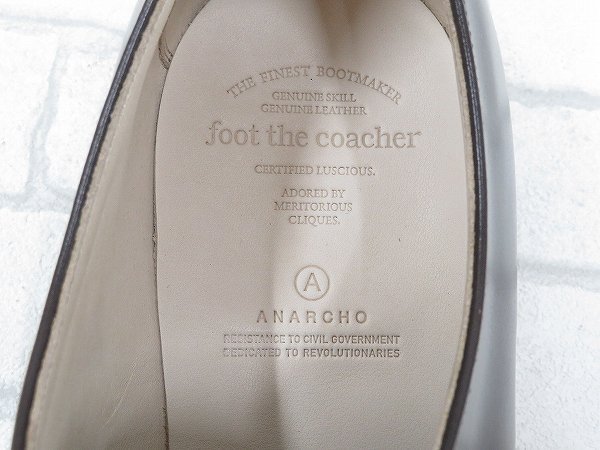 THE FINEST BOOTMAKER
GENUINE SKILL
GENUINE LEATHER
foot the coacher
CERTIFIED LUSCIOUS.
ADORED BY
MERITORIOUS
CLIQUES.
A
ANARCHO
RESISTANCE TO CIVIL GOVERNMENT
DEDICATED TO REVOLUTIONARIES